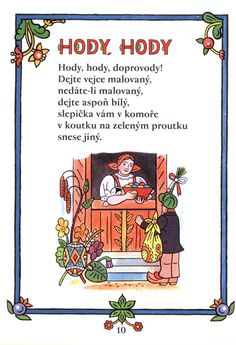 HODY, HODY
Hody, hody, doprovody!
Dejte vejce malovaný,
nedáte-li malovaný,
dejte aspoň bílý,
slepička vám v komoře
v koutku na zeleným proutku
snese jiný.
10